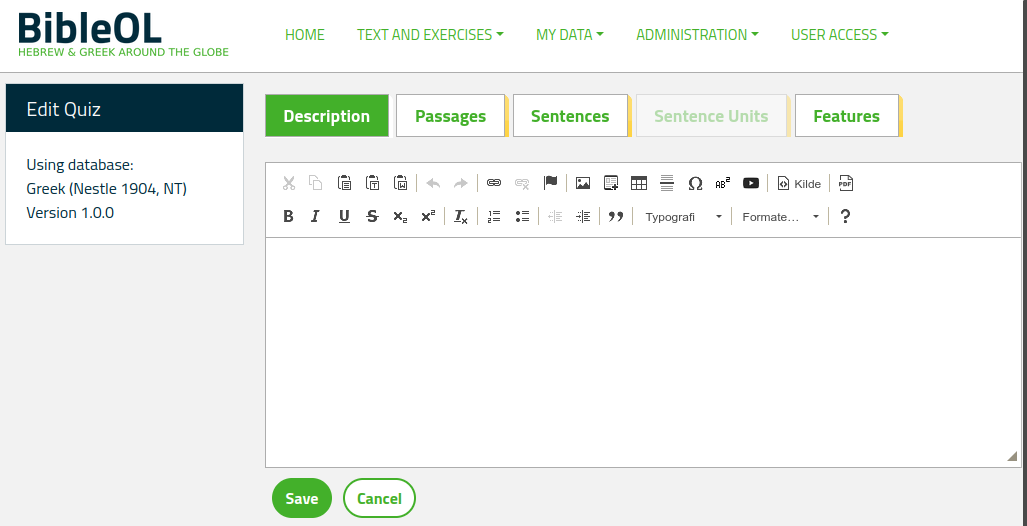 BibleOL
HEBREW & GREEK AROUND THE GLOBE
HOME TEXT AND EXERCISES MY DATA ADMINISTRATION USER ACCESS
Edit Quiz
Using database:
Greek (Nestle 1904, NT)
Version 1.0.0
Description Passages Sentences Sentence Units Features
Kilde
Typografi Formate...
Save Cancel